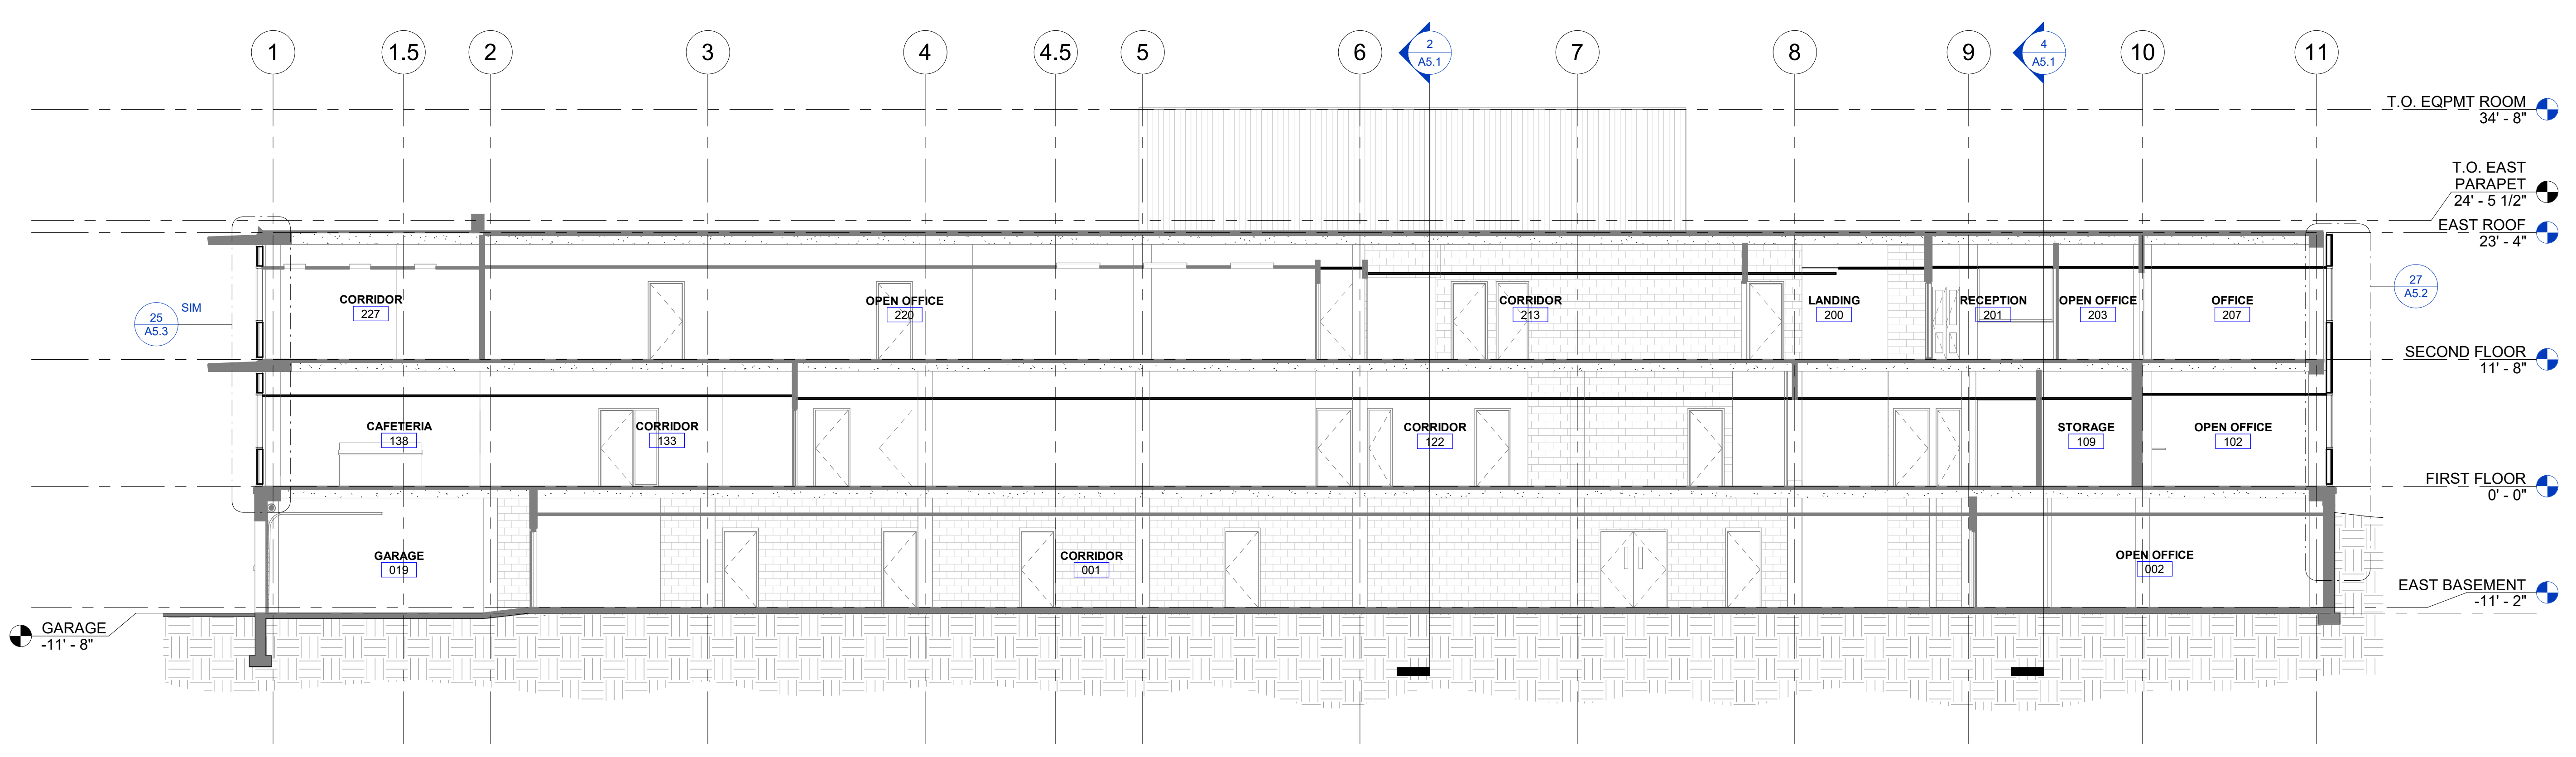 1
1.5
2
3
4
4.5
5
6
2
A5.1
7
8
9
4
A5.1
10
11
T.O. EQPMT ROOM
34' - 8"
T.O. EAST
PARAPET
24' - 5 1/2"
EAST ROOF
23' - 4"
25
A5.3
SIM
CORRIDOR
227
OPEN OFFICE
220
CORRIDOR
213
LANDING
200
RECEPTION
201
OPEN OFFICE
203
OFFICE
207
27
A5.2
SECOND FLOOR
11' - 8"
CAFETERIA
138
CORRIDOR
133
CORRIDOR
122
STORAGE
109
OPEN OFFICE
102
FIRST FLOOR
0' - 0"
GARAGE
019
CORRIDOR
001
OPEN OFFICE
002
EAST BASEMENT
-11' - 2"
GARAGE
-11' - 8"